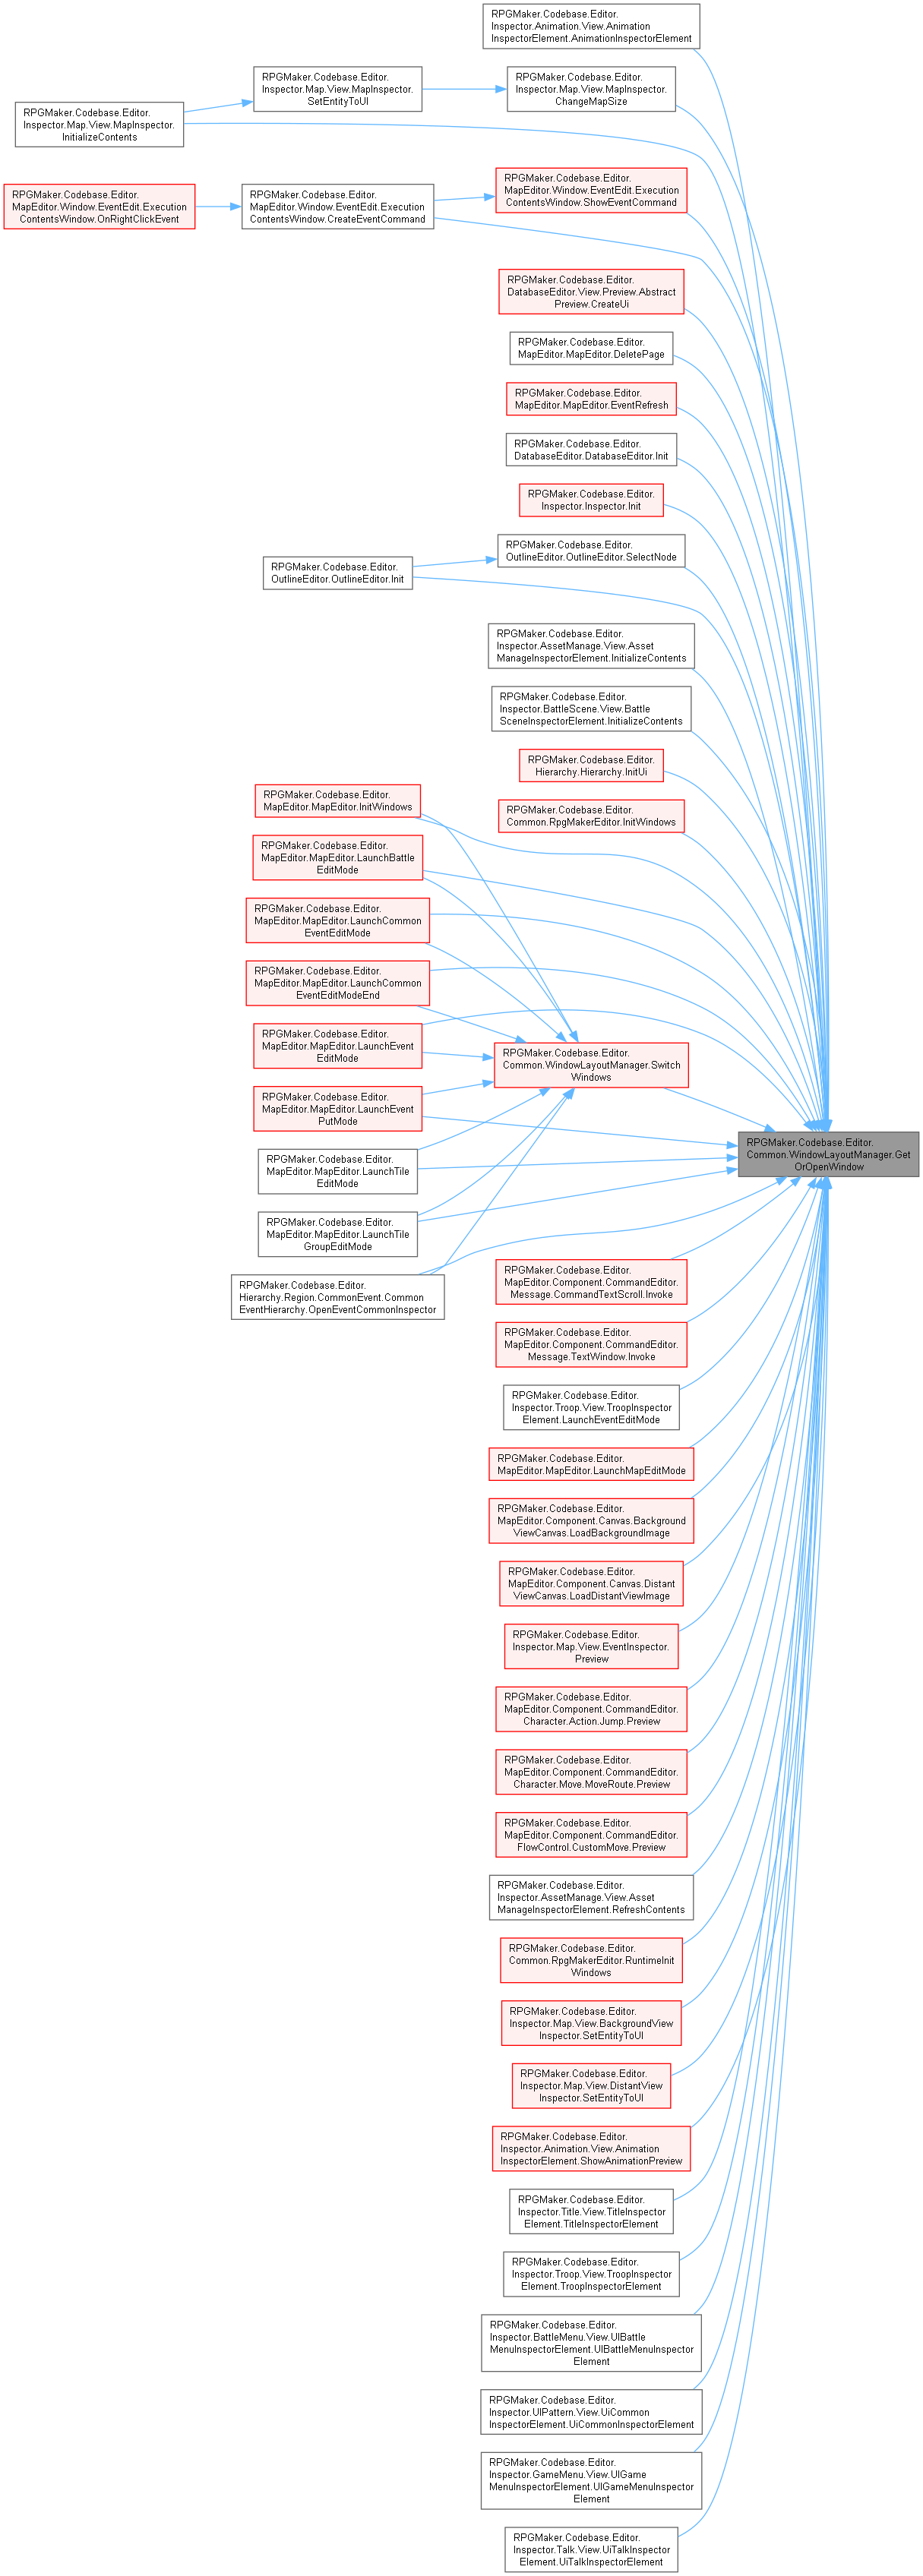 RPGMaker.Codebase.Editor.
Inspector.Animation.View.Animation
InspectorElement.AnimationInspectorElement
RPGMaker.Codebase.Editor.
Inspector.Map.View.MapInspector.
SetEntityToUI
RPGMaker.Codebase.Editor.
Inspector.Map.View.MapInspector.
ChangeMapSize
RPGMaker.Codebase.Editor.
Inspector.Map.View.MapInspector.
InitializeContents
RPGMaker.Codebase.Editor.
MapEditor.Window.EventEdit.Execution
ContentsWindow.OnRightClickEvent
RPGMaker.Codebase.Editor.
MapEditor.Window.EventEdit.Execution
ContentsWindow.CreateEventCommand
RPGMaker.Codebase.Editor.
MapEditor.Window.EventEdit.Execution
ContentsWindow.ShowEventCommand
RPGMaker.Codebase.Editor.
DatabaseEditor.View.Preview.Abstract
Preview.CreateUi
RPGMaker.Codebase.Editor.
MapEditor.MapEditor.DeletePage
RPGMaker.Codebase.Editor.
MapEditor.MapEditor.EventRefresh
RPGMaker.Codebase.Editor.
DatabaseEditor.DatabaseEditor.Init
RPGMaker.Codebase.Editor.
Inspector.Inspector.Init
RPGMaker.Codebase.Editor.
OutlineEditor.OutlineEditor.SelectNode
RPGMaker.Codebase.Editor.
OutlineEditor.OutlineEditor.Init
RPGMaker.Codebase.Editor.
Inspector.AssetManage.View.Asset
ManageInspectorElement.InitializeContents
RPGMaker.Codebase.Editor.
Inspector.BattleScene.View.Battle
SceneInspectorElement.InitializeContents
RPGMaker.Codebase.Editor.
Hierarchy.Hierarchy.InitUi
RPGMaker.Codebase.Editor.
MapEditor.MapEditor.InitWindows
RPGMaker.Codebase.Editor.
Common.RpgMakerEditor.InitWindows
RPGMaker.Codebase.Editor.
MapEditor.MapEditor.LaunchBattle
EditMode
RPGMaker.Codebase.Editor.
MapEditor.MapEditor.LaunchCommon
EventEditMode
RPGMaker.Codebase.Editor.
MapEditor.MapEditor.LaunchCommon
EventEditModeEnd
RPGMaker.Codebase.Editor.
MapEditor.MapEditor.LaunchEvent
EditMode
RPGMaker.Codebase.Editor.
Common.WindowLayoutManager.Switch
Windows
RPGMaker.Codebase.Editor.
MapEditor.MapEditor.LaunchEvent
PutMode
RPGMaker.Codebase.Editor.
Common.WindowLayoutManager.Get
OrOpenWindow
RPGMaker.Codebase.Editor.
MapEditor.MapEditor.LaunchTile
EditMode
RPGMaker.Codebase.Editor.
MapEditor.MapEditor.LaunchTile
GroupEditMode
RPGMaker.Codebase.Editor.
Hierarchy.Region.CommonEvent.Common
EventHierarchy.OpenEventCommonInspector
RPGMaker.Codebase.Editor.
MapEditor.Component.CommandEditor.
Message.CommandTextScroll.Invoke
RPGMaker.Codebase.Editor.
MapEditor.Component.CommandEditor.
Message.TextWindow.Invoke
RPGMaker.Codebase.Editor.
Inspector.Troop.View.TroopInspector
Element.LaunchEventEditMode
RPGMaker.Codebase.Editor.
MapEditor.MapEditor.LaunchMapEditMode
RPGMaker.Codebase.Editor.
MapEditor.Component.Canvas.Background
ViewCanvas.LoadBackgroundImage
RPGMaker.Codebase.Editor.
MapEditor.Component.Canvas.Distant
ViewCanvas.LoadDistantViewImage
RPGMaker.Codebase.Editor.
Inspector.Map.View.EventInspector.
Preview
RPGMaker.Codebase.Editor.
MapEditor.Component.CommandEditor.
Character.Action.Jump.Preview
RPGMaker.Codebase.Editor.
MapEditor.Component.CommandEditor.
Character.Move.MoveRoute.Preview
RPGMaker.Codebase.Editor.
MapEditor.Component.CommandEditor.
FlowControl.CustomMove.Preview
RPGMaker.Codebase.Editor.
Inspector.AssetManage.View.Asset
ManageInspectorElement.RefreshContents
RPGMaker.Codebase.Editor.
Common.RpgMakerEditor.RuntimeInit
Windows
RPGMaker.Codebase.Editor.
Inspector.Map.View.BackgroundView
Inspector.SetEntityToUI
RPGMaker.Codebase.Editor.
Inspector.Map.View.DistantView
Inspector.SetEntityToUI
RPGMaker.Codebase.Editor.
Inspector.Animation.View.Animation
InspectorElement.ShowAnimationPreview
RPGMaker.Codebase.Editor.
Inspector.Title.View.TitleInspector
Element.TitleInspectorElement
RPGMaker.Codebase.Editor.
Inspector.Troop.View.TroopInspector
Element.TroopInspectorElement
RPGMaker.Codebase.Editor.
Inspector.BattleMenu.View.UIBattle
MenuInspectorElement.UIBattleMenuInspector
Element
RPGMaker.Codebase.Editor.
Inspector.UIPattern.View.UiCommon
InspectorElement.UiCommonInspectorElement
RPGMaker.Codebase.Editor.
Inspector.GameMenu.View.UIGame
MenuInspectorElement.UIGameMenuInspector
Element
RPGMaker.Codebase.Editor.
Inspector.Talk.View.UiTalkInspector
Element.UiTalkInspectorElement